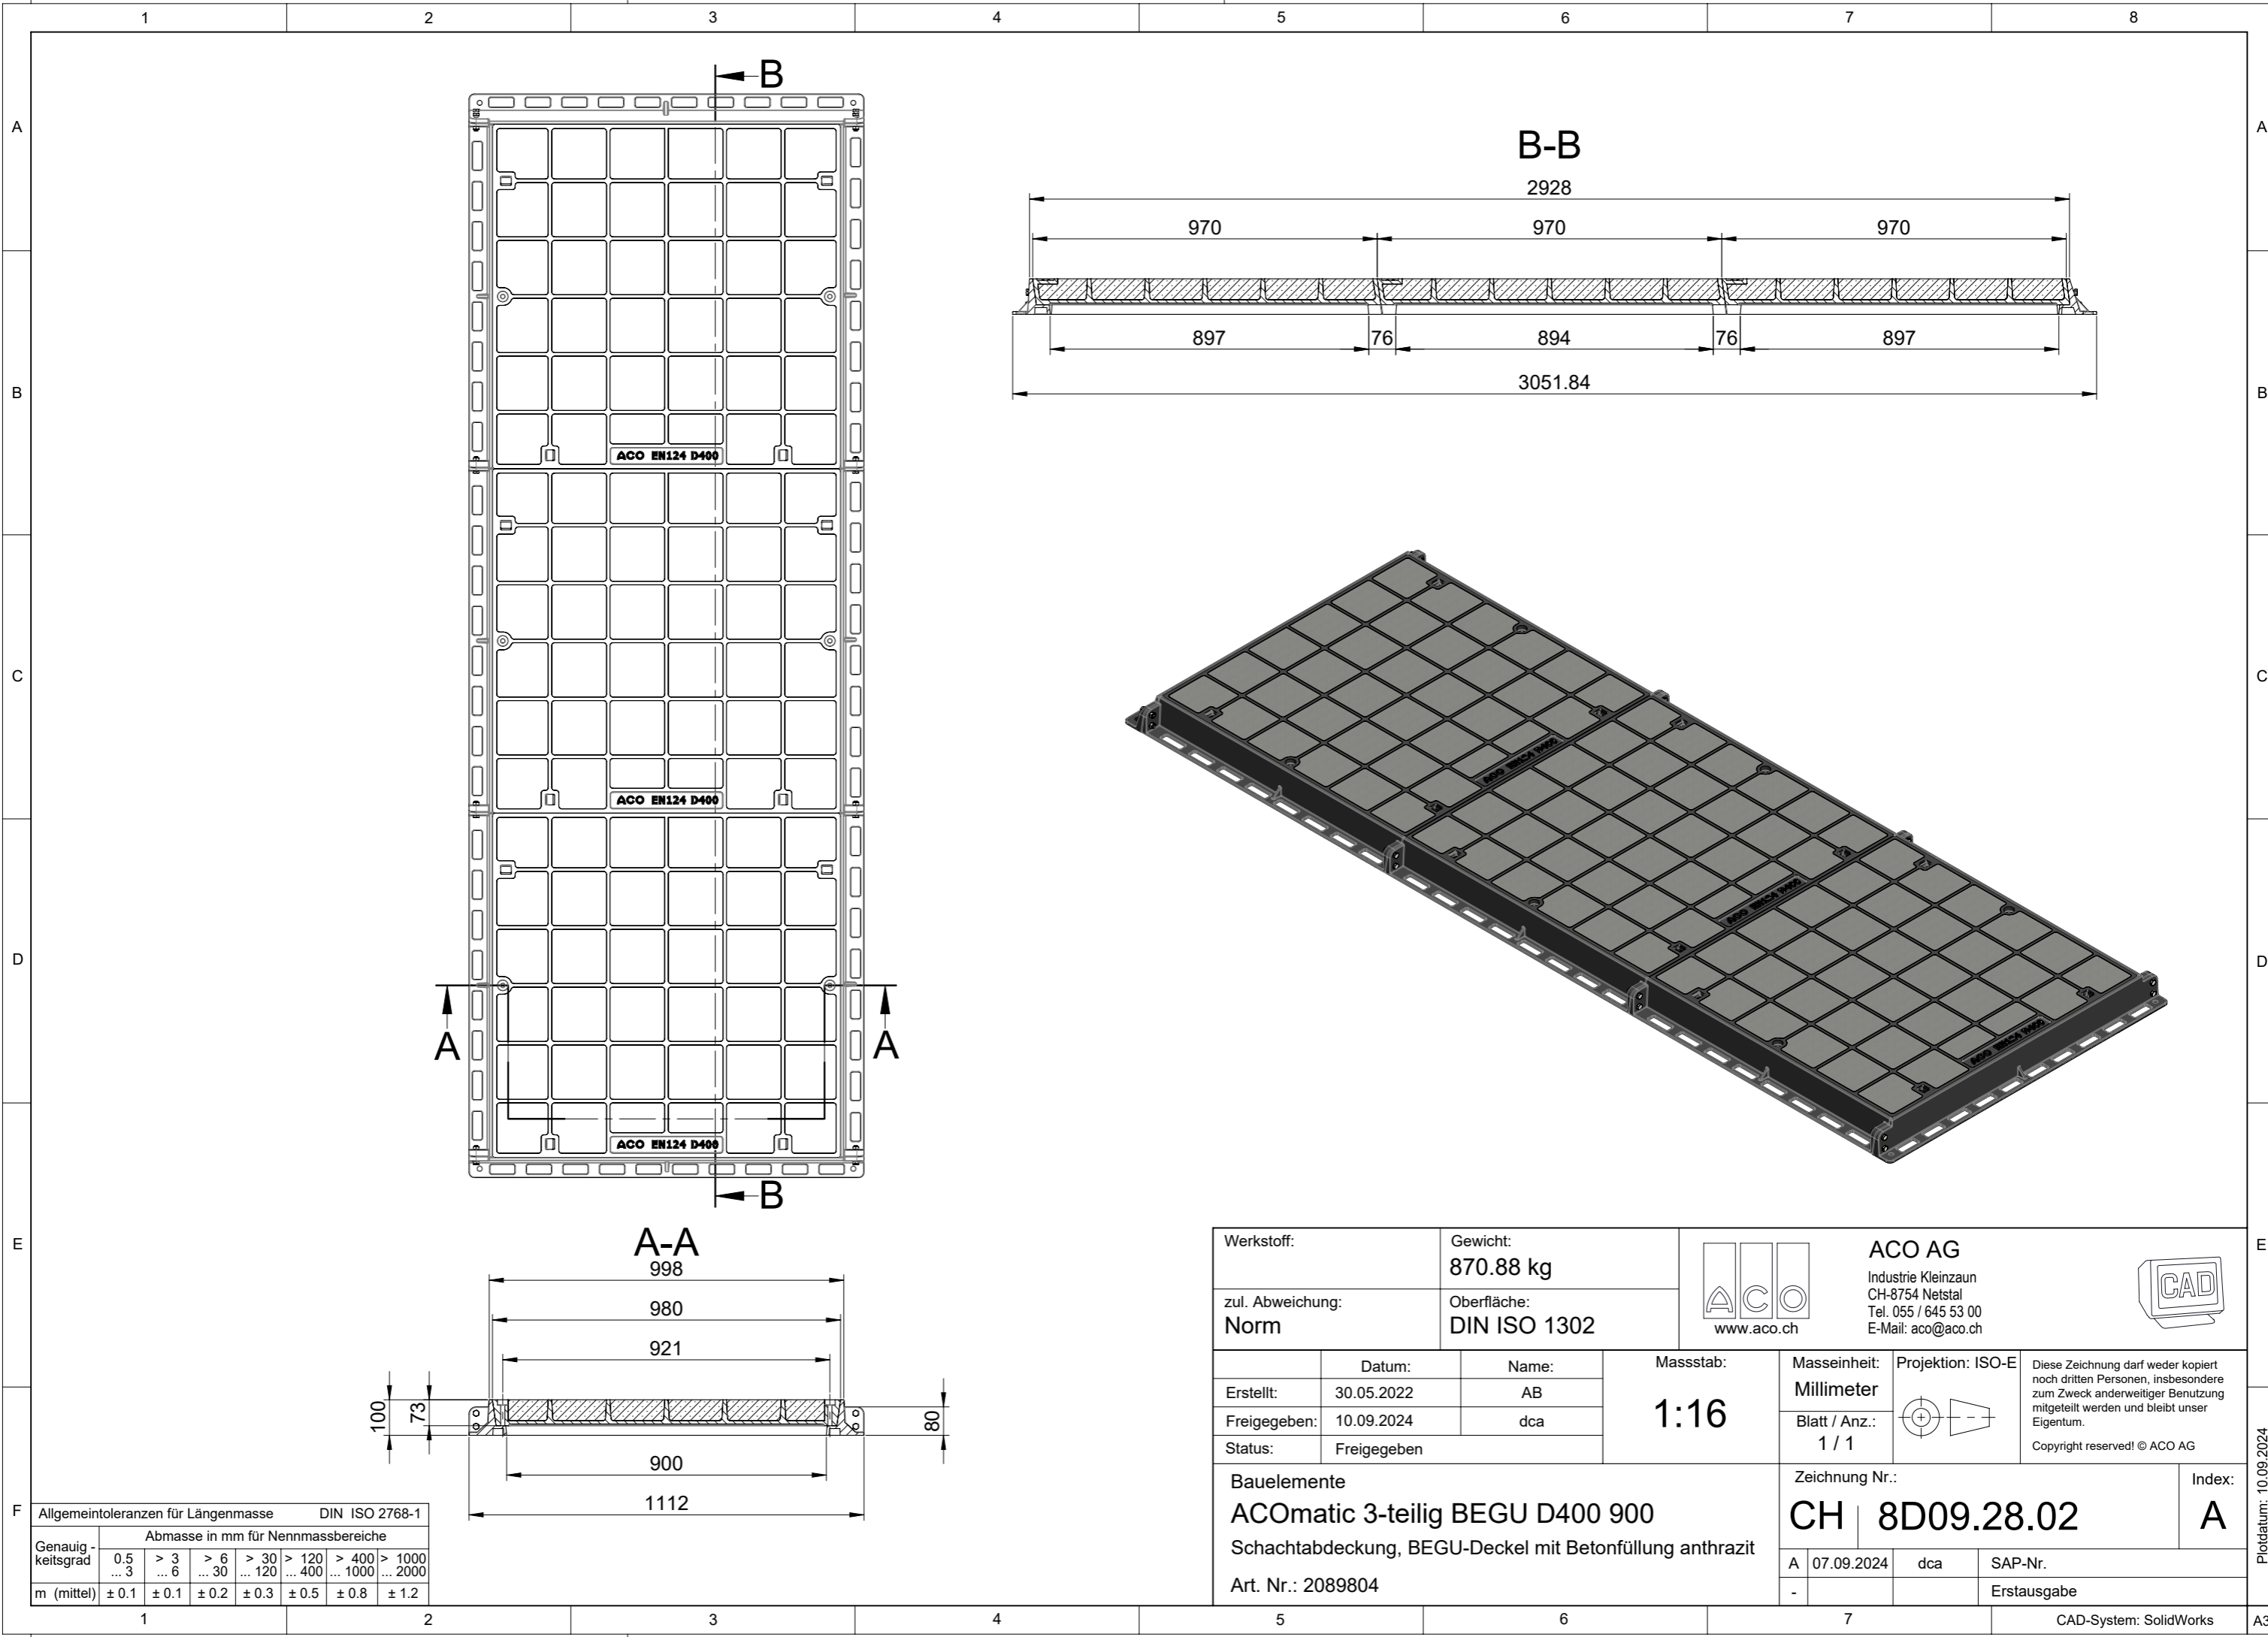 1 2 3 4 5 6 7 8
A
B
C
D
E
F
A
B
C
D
E
B
B
A
A
ACO EN124 D400
ACO EN124 D400
ACO EN124 D400
B-B
2928
970 970 970
897 76 894 76 897
3051.84
ACO EN124 D400
ACO EN124 D400
ACO EN124 D400
A-A
998
980
921
100 73 80
900
1112
Allgemeintoleranzen für Längenmasse DIN ISO 2768-1
Genauig - keitsgrad
Abmasse in mm für Nennmassbereiche
0.5 > 3 > 6 > 30 > 120 > 400 > 1000
... 3 ... 6 ... 30 ... 120 ... 400 ... 1000 ... 2000
m (mittel) ± 0.1 ± 0.1 ± 0.2 ± 0.3 ± 0.5 ± 0.8 ± 1.2
Werkstoff:
Gewicht:
870.88 kg
zul. Abweichung:
Norm
Oberfläche:
DIN ISO 1302
ACO
www.aco.ch
ACO AG
Industrie Kleinzaun
CH-8754 Netstal
Tel. 055 / 645 53 00
E-Mail: aco@aco.ch
CAD
Datum: Name:
Erstellt: 30.05.2022 AB
Freigegeben: 10.09.2024 dca
Status: Freigegeben
Massstab:
1:16
Masseinheit:
Millimeter
Blatt / Anz.:
1 / 1
Projektion: ISO-E
Diese Zeichnung darf weder kopiert
noch dritten Personen, insbesondere
zum Zweck anderweitiger Benutzung
mitgeteilt werden und bleibt unser
Eigentum.
Copyright reserved! © ACO AG
Bauelemente
ACOmatic 3-teilig BEGU D400 900
Schachtabdeckung, BEGU-Deckel mit Betonfüllung anthrazit
Art. Nr.: 2089804
Zeichnung Nr.:
CH 8D09.28.02
Index:
A
A 07.09.2024 dca SAP-Nr.
- Erstausgabe
Plotdatum: 10.09.2024
1 2 3 4 5 6 7
CAD-System: SolidWorks
A3